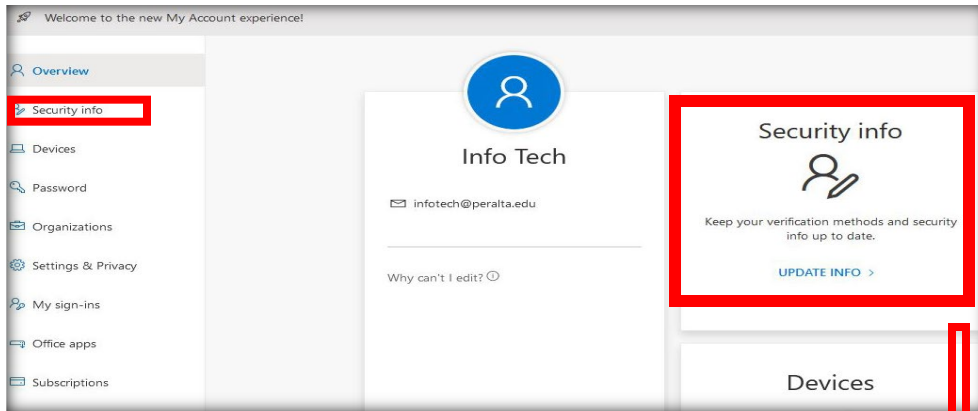 Welcome to the new My Account experience!
Overview
Security info
Devices
Password
Organizations
Settings & Privacy
My sign-ins
Office apps
Subscriptions
Info Tech
infotech@peralta.edu
Why can't I edit?
Security info
Keep your verification methods and security
info up to date.
UPDATE INFO >
Devices